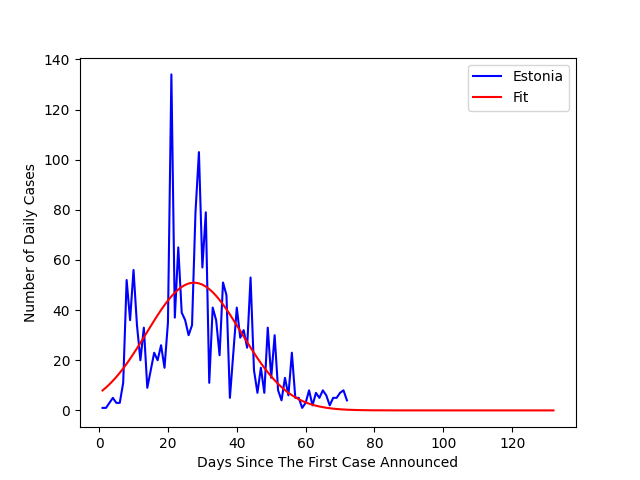 140
120
100
80
60
40
20
0
Number of Daily Cases
Estonia
Fit
0 20 40 60 80 100 120
Days Since The First Case Announced